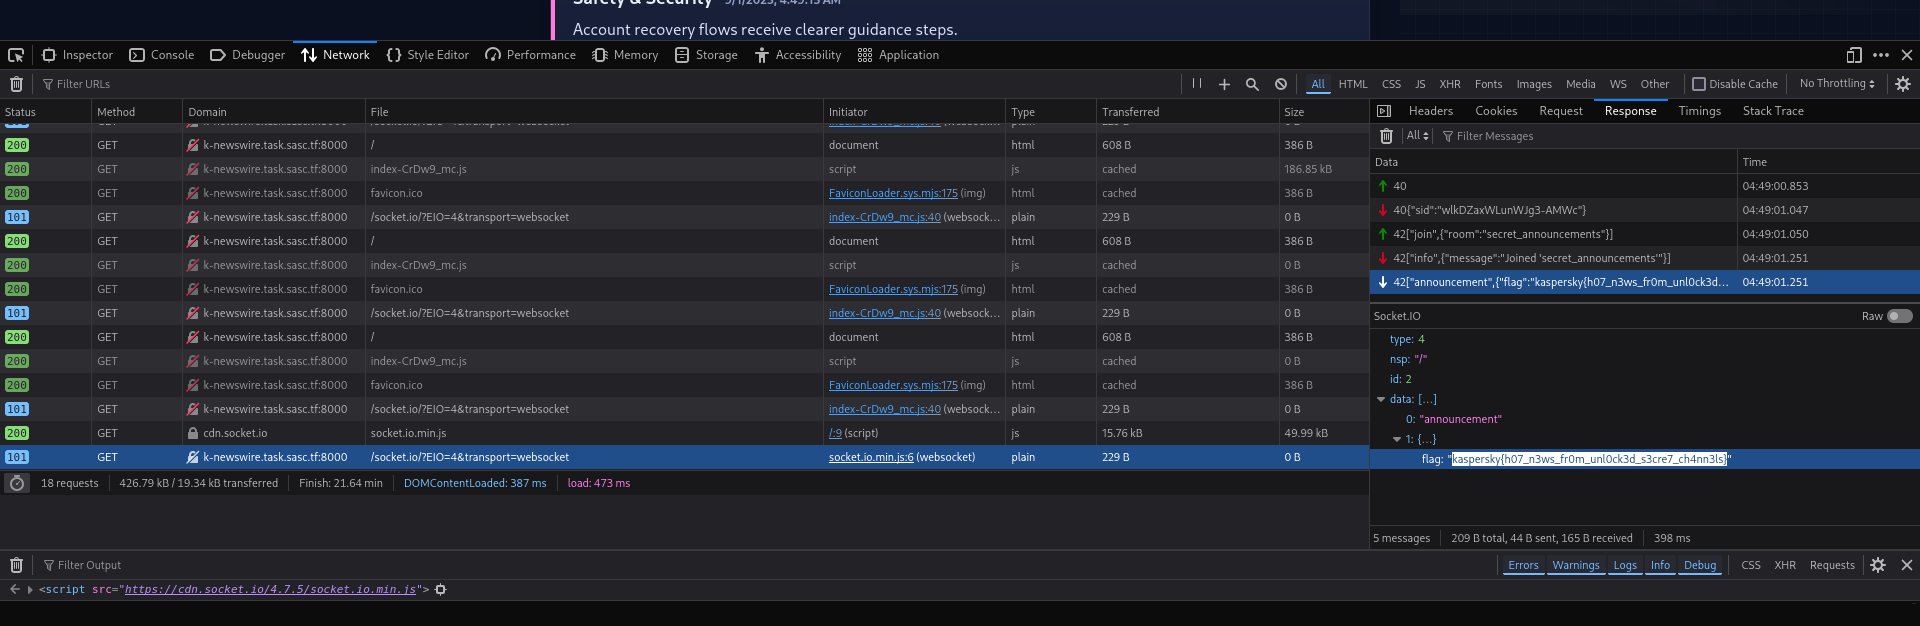 Safety & Security 9/1/2025, 4:49:13 AM
Account recovery flows receive clearer guidance steps.
Inspector Console Debugger Network Style Editor Performance Memory Storage Accessibility Application
Filter URLs All HTML CSS JS XHR Fonts Images Media WS Other Disable Cache No Throttling
Status Method Domain File Initiator Type Transferred Size
200 GET k-newswire.task.sasc.tf:8000 / document html 608 B 386 B
200 GET k-newswire.task.sasc.tf:8000 index-CrDw9_mc.js script js cached 186.85 kB
200 GET k-newswire.task.sasc.tf:8000 favicon.ico FaviconLoader.sys.mjs:175 (img) html cached 386 B
101 GET k-newswire.task.sasc.tf:8000 /socket.io/?EIO=4&transport=websocket index-CrDw9_mc.js:40 (websock... plain 229 B 0 B
200 GET k-newswire.task.sasc.tf:8000 / document html 608 B 386 B
200 GET k-newswire.task.sasc.tf:8000 index-CrDw9_mc.js script js cached 0 B
200 GET k-newswire.task.sasc.tf:8000 favicon.ico FaviconLoader.sys.mjs:175 (img) html cached 386 B
101 GET k-newswire.task.sasc.tf:8000 /socket.io/?EIO=4&transport=websocket index-CrDw9_mc.js:40 (websock... plain 229 B 0 B
200 GET k-newswire.task.sasc.tf:8000 / document html 608 B 386 B
200 GET k-newswire.task.sasc.tf:8000 index-CrDw9_mc.js script js cached 0 B
200 GET k-newswire.task.sasc.tf:8000 favicon.ico FaviconLoader.sys.mjs:175 (img) html cached 386 B
101 GET k-newswire.task.sasc.tf:8000 /socket.io/?EIO=4&transport=websocket index-CrDw9_mc.js:40 (websock... plain 229 B 0 B
200 GET cdn.socket.io socket.io.min.js /:9 (script) js 15.76 kB 49.99 kB
101 GET k-newswire.task.sasc.tf:8000 /socket.io/?EIO=4&transport=websocket socket.io.min.js:6 (websocket) plain 229 B 0 B
18 requests 426.79 kB / 19.34 kB transferred Finish: 21.64 min DOMContentLoaded: 387 ms load: 473 ms
Headers Cookies Request Response Timings Stack Trace
All Filter Messages
Data Time
40 04:49:00.853
40{"sid":"wlkDZaxWLunWJg3-AMWc"} 04:49:01.047
42["join",{"room":"secret_announcements"}] 04:49:01.050
42["info",{"message":"Joined 'secret_announcements'"}] 04:49:01.251
42["announcement",{"flag":"kaspersky{h07_n3ws_fr0m_unl0ck3d... 04:49:01.251
Socket.IO Raw
type: 4
nsp: "/"
id: 2
data: [...]
0: "announcement"
1: {...}
flag: "kaspersky{h07_n3ws_fr0m_unl0ck3d_s3cre7_ch4nn3ls}"
5 messages 209 B total, 44 B sent, 165 B received 398 ms
Filter Output Errors Warnings Logs Info Debug CSS XHR Requests
<script src="https://cdn.socket.io/4.7.5/socket.io.min.js">